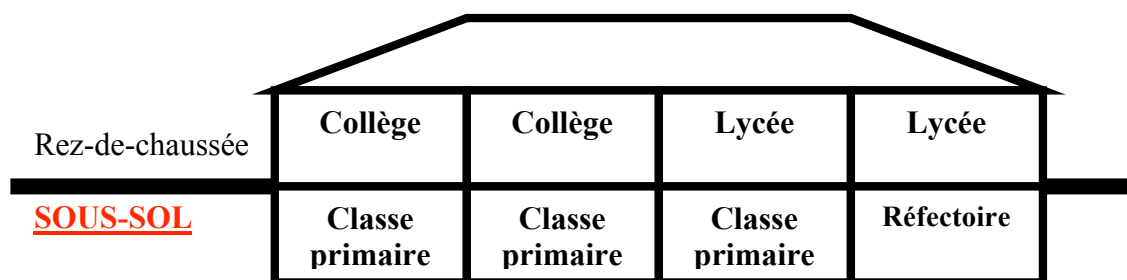 Collège Collège Lycée Lycée
Rez-de-chaussée
SOUS-SOL
Classe primaire
Classe primaire
Classe primaire
Réfectoire